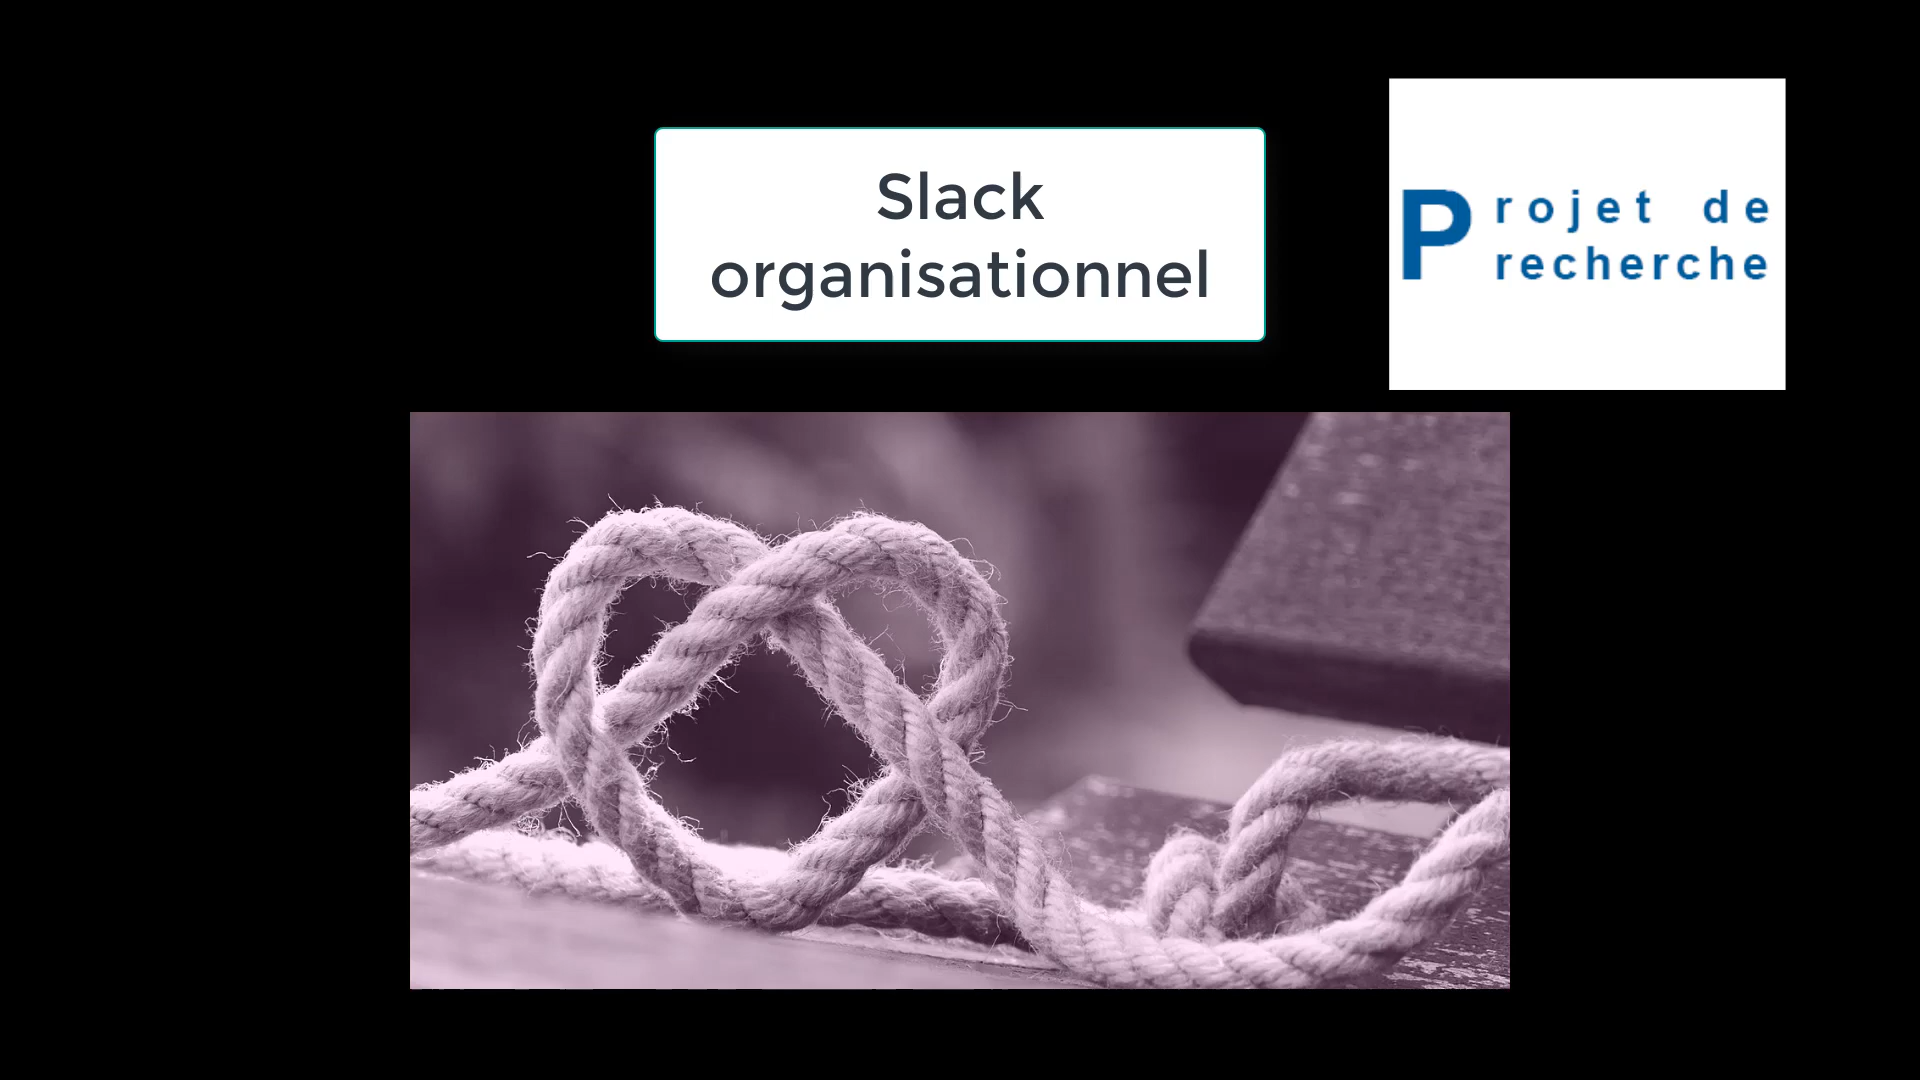 Slack
organisationnel
Projet de
recherche